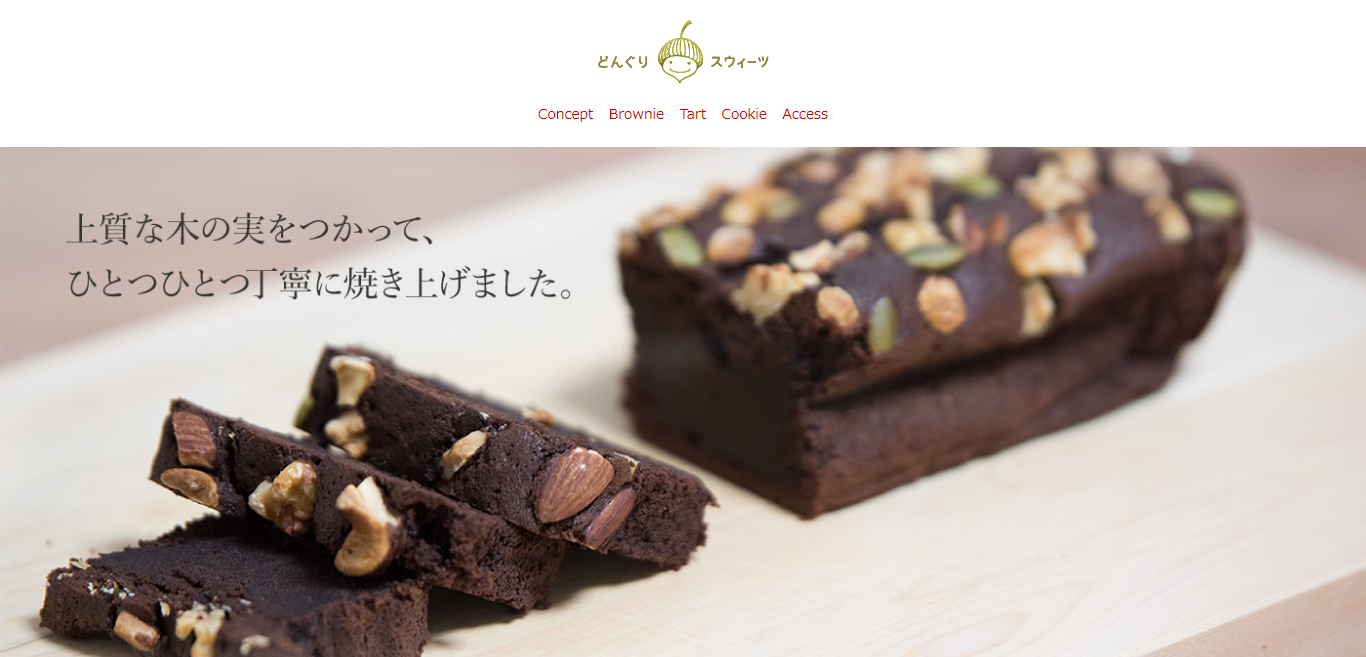 どんぐり スウィーツ
Concept Brownie Tart Cookie Access
上質な木の実をつかって、
ひとつひとつ丁寧に焼き上げました。